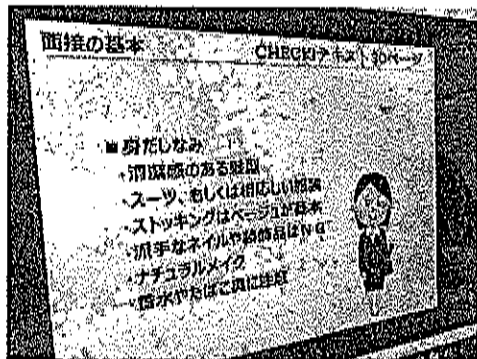 面接の基本
CHECK!テキスト30ページ
■身だしなみ
・清潔感のある髪型
・スーツ、もしくは相応しい服装
・ストッキングはベージュが基本
・派手なネイルや装飾品はNG
・ナチュラルメイク
・香水やたばこ臭に注意